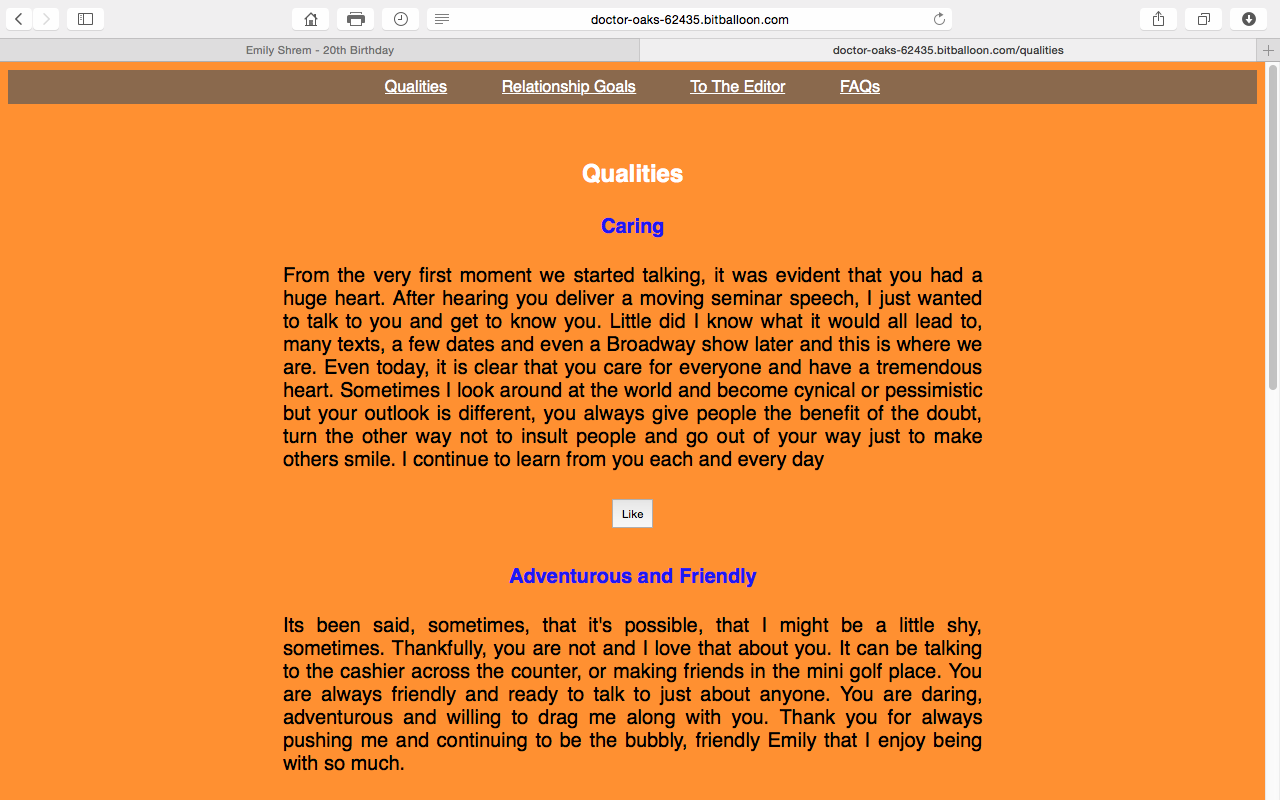 doctor-oaks-62435.bitballoon.com
Emily Shrem - 20th Birthday
doctor-oaks-62435.bitballoon.com/qualities
Qualities
Relationship Goals
To The Editor
FAQs
Qualities
Caring
From the very first moment we started talking, it was evident that you had a
huge heart. After hearing you deliver a moving seminar speech, I just wanted
to talk to you and get to know you. Little did I know what it would all lead to,
many texts, a few dates and even a Broadway show later and this is where we
are. Even today, it is clear that you care for everyone and have a tremendous
heart. Sometimes I look around at the world and become cynical or pessimistic
but your outlook is different, you always give people the benefit of the doubt,
turn the other way not to insult people and go out of your way just to make
others smile. I continue to learn from you each and every day
Like
Adventurous and Friendly
Its been said, sometimes, that it's possible, that I might be a little shy,
sometimes. Thankfully, you are not and I love that about you. It can be talking
to the cashier across the counter, or making friends in the mini golf place. You
are always friendly and ready to talk to just about anyone. You are daring,
adventurous and willing to drag me along with you. Thank you for always
pushing me and continuing to be the bubbly, friendly Emily that I enjoy being
with so much.